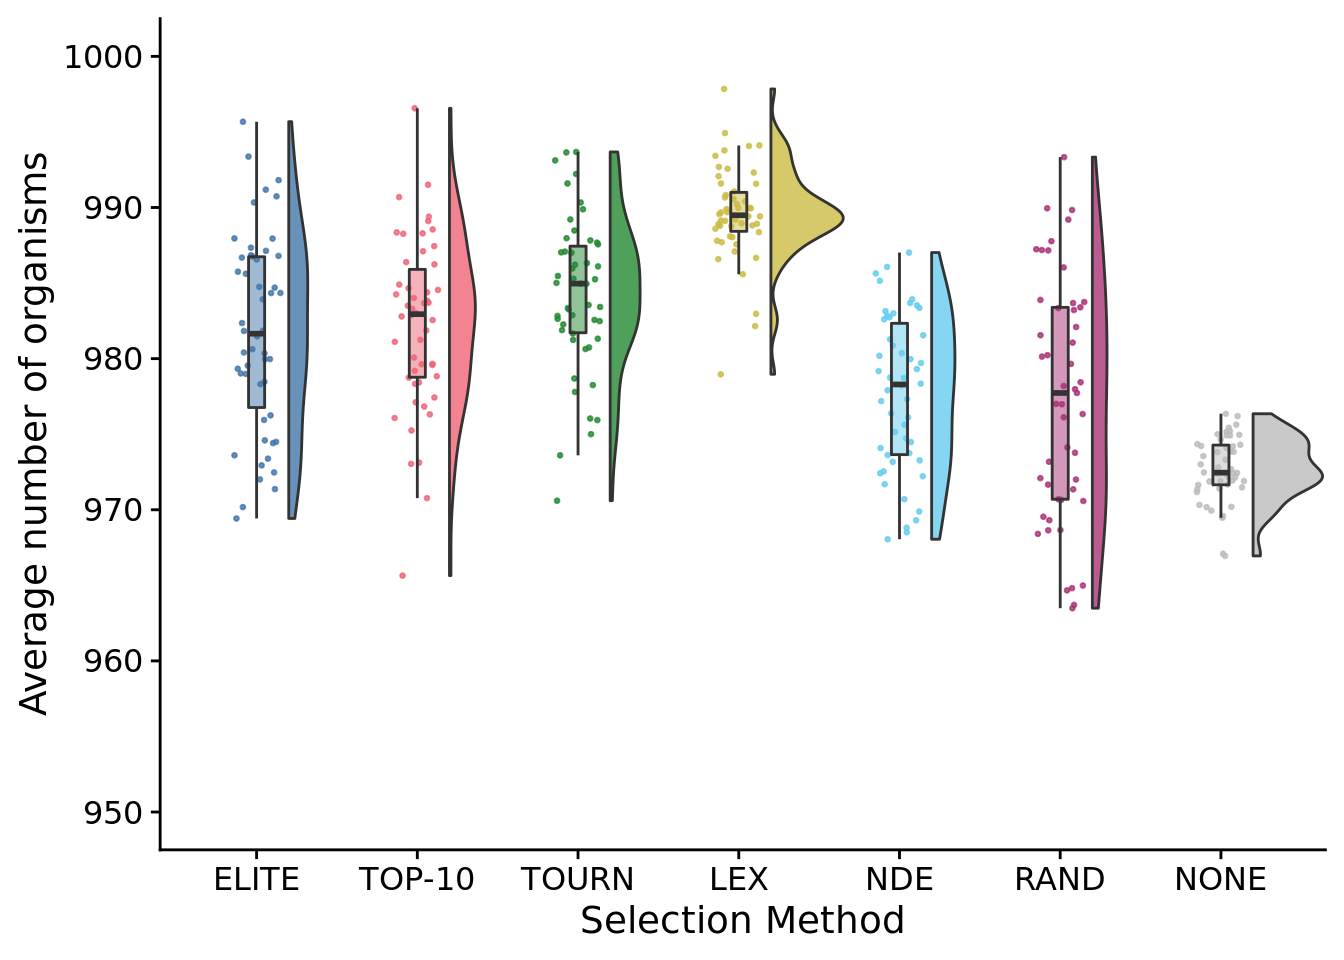 Average number of organisms
1000
990
980
970
960
950
ELITE TOP-10 TOURN LEX NDE RAND NONE
Selection Method